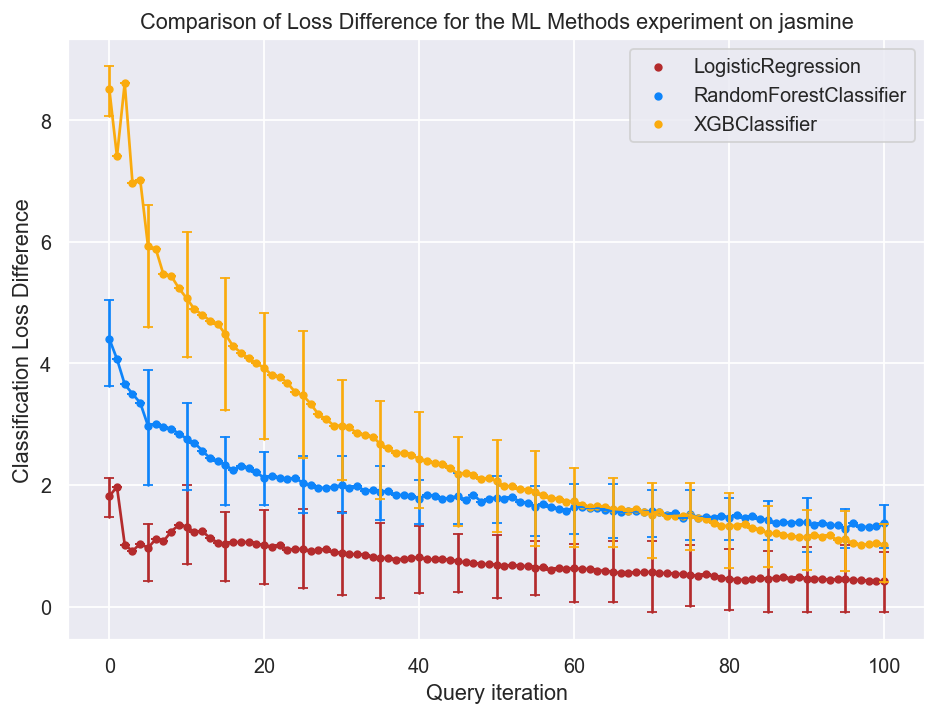 Comparison of Loss Difference for the ML Methods experiment on jasmine
LogisticRegression
RandomForestClassifier
XGBClassifier
Classification Loss Difference
8
6
4
2
0
0 20 40 60 80 100
Query iteration